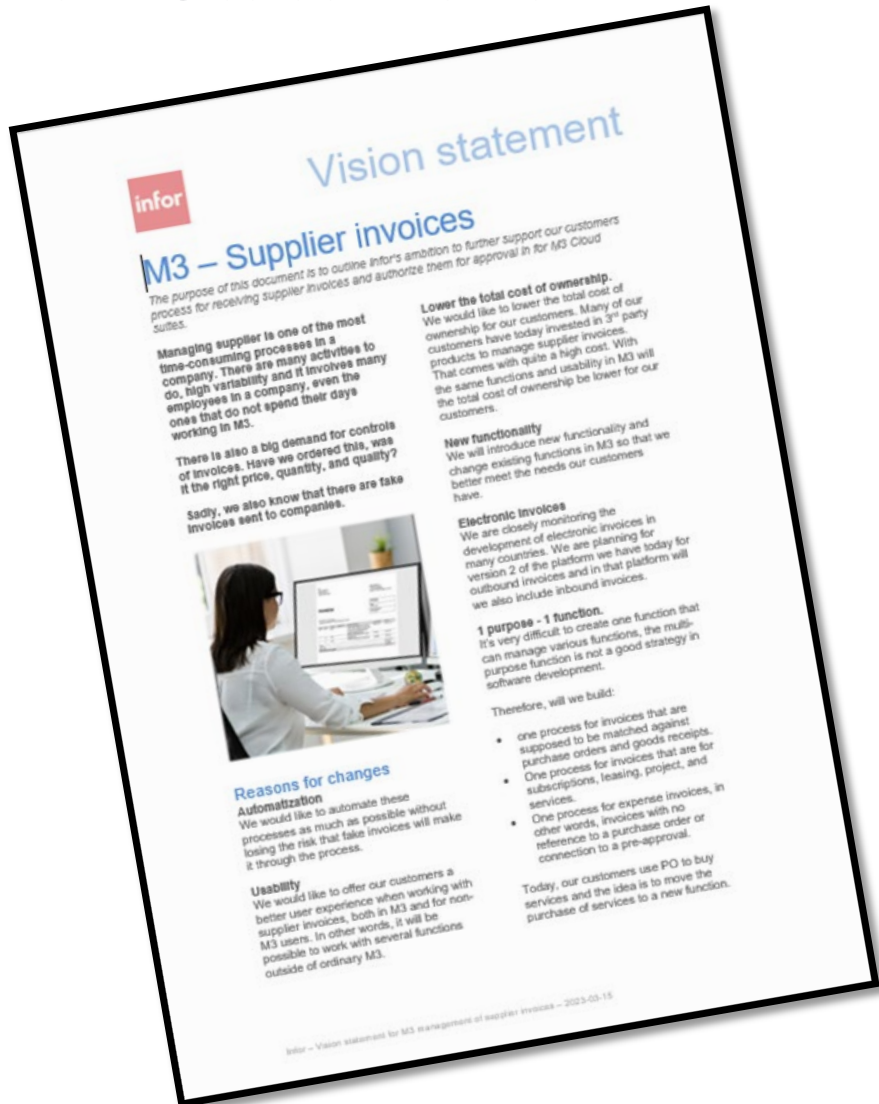 Vision statement
infor
M3 – Supplier invoices
The purpose of this document is to outline Infor's ambition to further support our customers
process for receiving supplier invoices and authorize them for approval in for M3 Cloud
suites.
Managing supplier is one of the most
time-consuming processes in a
company. There are many activities to
do, high variability and it involves many
employees in a company, even the
ones that do not spend their days
working in M3.
There is also a big demand for controls
of invoices. Have we ordered this, was
it the right price, quantity, and quality?
Sadly, we also know that there are fake
invoices sent to companies.
Reasons for changes
Automatization
We would like to automate these
processes as much as possible without
losing the risk that fake invoices will make
it through the process.
Usability
We would like to offer our customers a
better user experience when working with
supplier invoices, both in M3 and for non-
M3 users. In other words, it will be
possible to work with several functions
outside of ordinary M3.
Lower the total cost of ownership.
We would like to lower the total cost of
ownership for our customers. Many of our
customers have today invested in 3rd party
products to manage supplier invoices.
That comes with quite a high cost. With
the same functions and usability in M3 will
the total cost of ownership be lower for our
customers.
New functionality
We will introduce new functionality and
change existing functions in M3 so that we
better meet the needs our customers
have.
Electronic Invoices
We are closely monitoring the
development of electronic invoices in
many countries. We are planning for
version 2 of the platform we have today for
outbound invoices and in that platform will
we also include inbound invoices.
1 purpose - 1 function.
It's very difficult to create one function that
can manage various functions, the multi-
purpose function is not a good strategy in
software development.
Therefore, will we build:
• one process for invoices that are
supposed to be matched against
purchase orders and goods receipts.
• One process for invoices that are for
subscriptions, leasing, project, and
services.
• One process for expense invoices, in
other words, invoices with no
reference to a purchase order or
connection to a pre-approval.
Today, our customers use PO to buy
services and the idea is to move the
purchase of services to a new function.
Infor – Vision statement for M3 management of supplier invoices – 2023-03-15